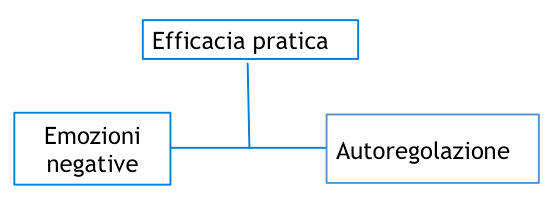 Efficacia pratica
Emozioni
negative
Autoregolazione